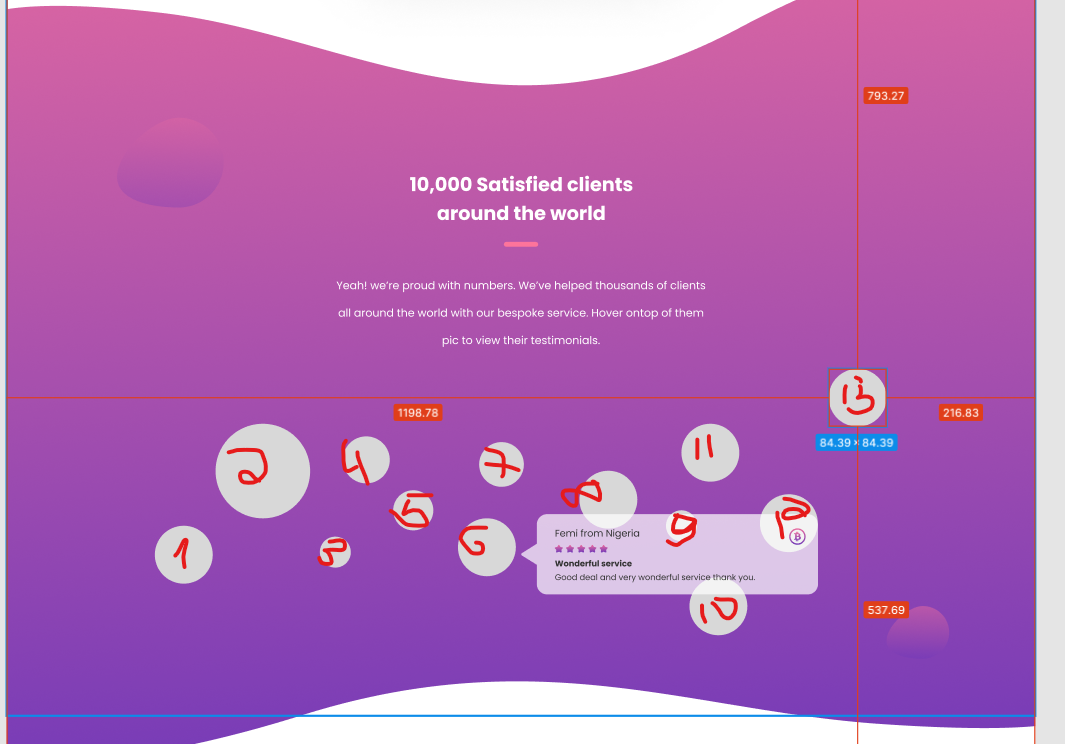 793.27
10,000 Satisfied clients
around the world
Yeah! we're proud with numbers. We've helped thousands of clients
all around the world with our bespoke service. Hover ontop of them
pic to view their testimonials.
13
1198.78
216.83
84.39 × 84.39
2
4
7
11
5
8
1
3
6
9
Femi from Nigeria
Wonderful service
Good deal and very wonderful service thank you.
10
537.69